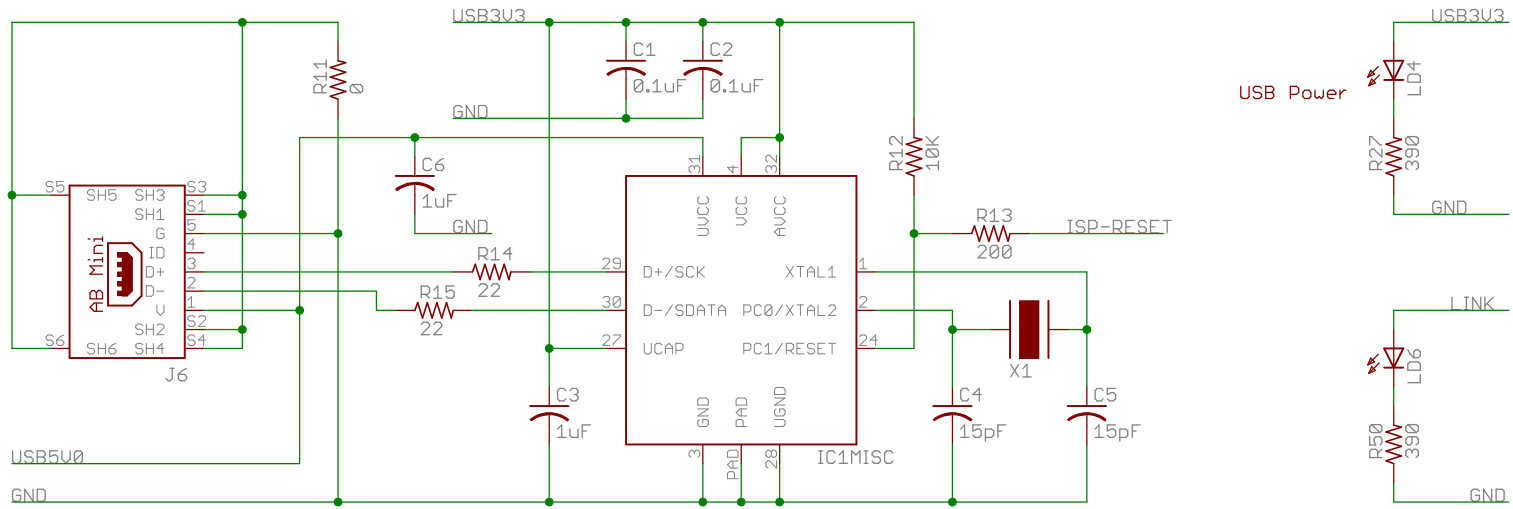 USB3V3
USB3V3
R11
0
C1
0.1uF
C2
0.1uF
LD4
USB Power
GND
R12
10K
R27
390
C6
1uF
GND
31
4
32
UVCC
VCC
AVCC
GND
R13
200
ISP-RESET
S5
SH5
SH3
S3
SH1
S1
G
5
ID
4
D+
3
D-
2
V
1
SH2
S2
S6
SH6
SH4
S4
AB Mini
J6
R14
22
R15
22
29
D+/SCK
XTAL1
1
30
D-/SDATA
PC0/XTAL2
2
27
UCAP
PC1/RESET
24
X1
LINK
LD6
C3
1uF
GND
PAD
UGND
C4
15pF
C5
15pF
R50
390
3
PAD
28
IC1MISC
USB5V0
GND
GND